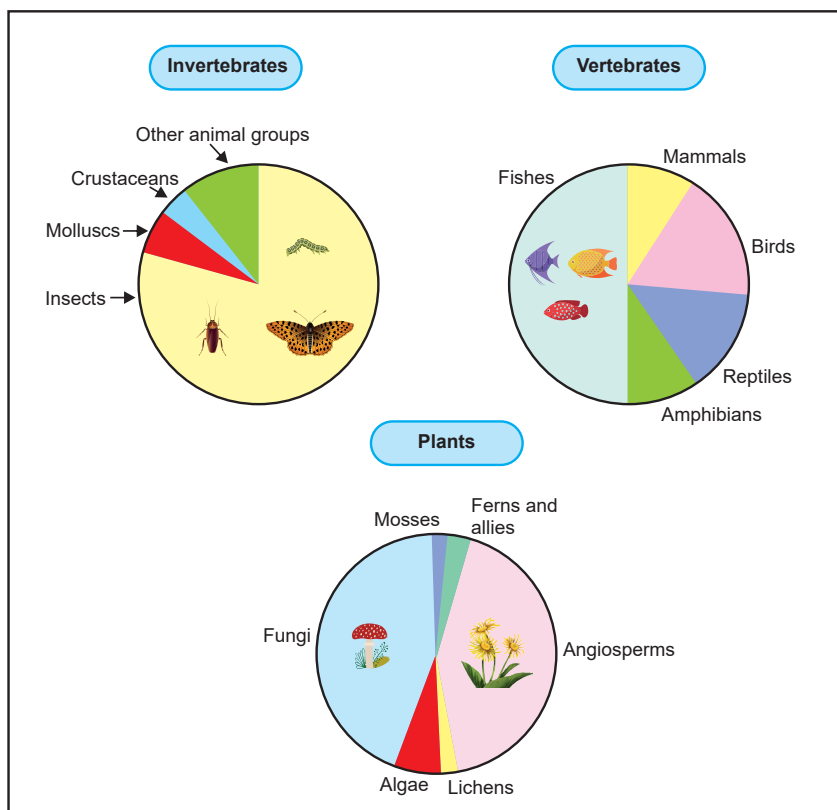 Invertebrates
Other animal groups
Crustaceans
Molluscs
Insects
Vertebrates
Fishes
Mammals
Birds
Reptiles
Amphibians
Plants
Mosses
Ferns and
allies
Fungi
Angiosperms
Algae
Lichens